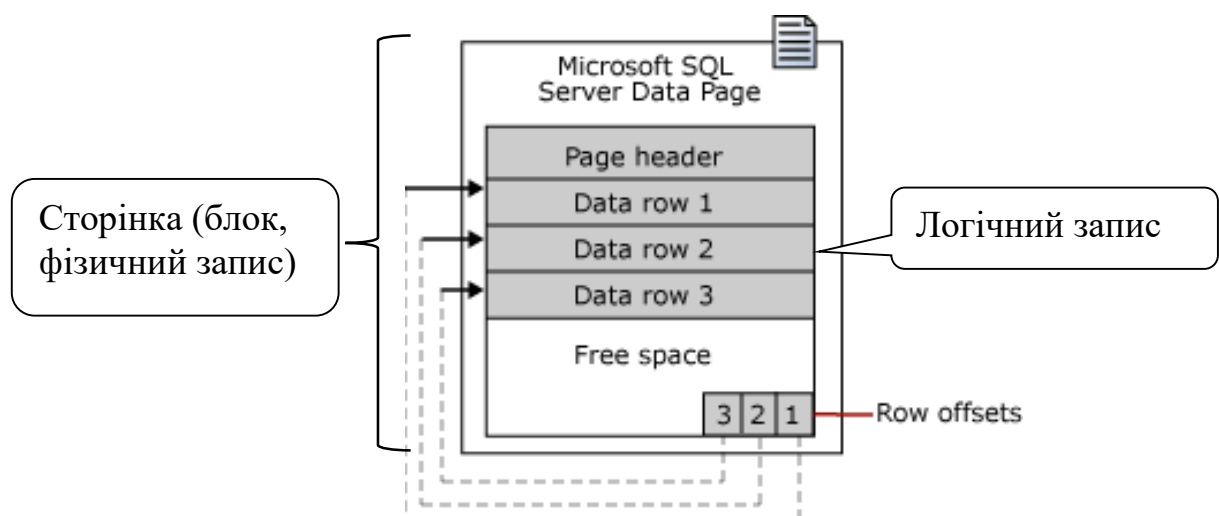 Microsoft SQL
Server Data Page
Page header
Data row 1
Data row 2
Data row 3
Free space
3 2 1
Row offsets
Сторінка (блок,
фізичний запис)
Логічний запис